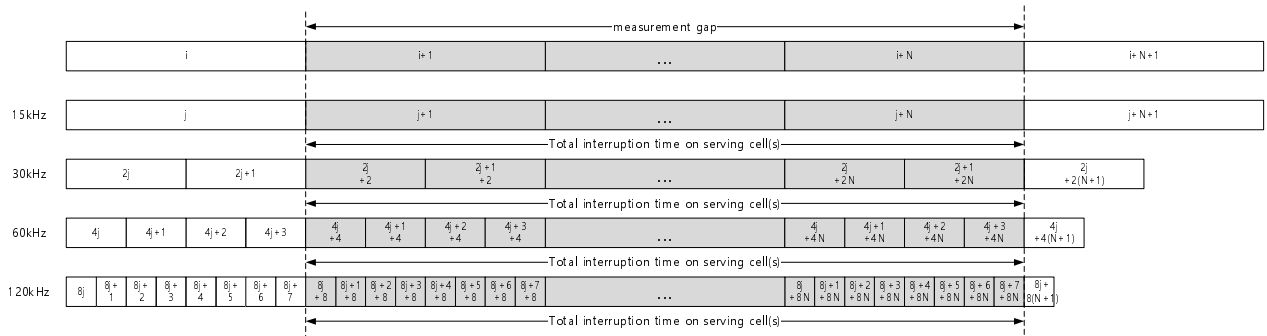 measurement gap
i i+1 ... i+N i+N+1
15kHz j j+1 ... j+N j+N+1
Total interruption time on serving cell(s)
30kHz 2j 2j+1 2j +2 2j+1 +2 ... 2j +2N 2j+1 +2N 2j +2(N+1)
Total interruption time on serving cell(s)
60kHz 4j 4j+1 4j+2 4j+3 4j +4 4j+1 +4 4j+2 +4 4j+3 +4 ... 4j +4N 4j+1 +4N 4j+2 +4N 4j+3 +4N 4j +4(N+1)
Total interruption time on serving cell(s)
120kHz 8j 8j+ 1 8j+ 2 8j+ 3 8j+ 4 8j+ 5 8j+ 6 8j+ 7 8j +8 8j+1 +8 8j+2 +8 8j+3 +8 8j+4 +8 8j+5 +8 8j+6 +8 8j+7 +8 ... 8j +8N 8j+1 +8N 8j+2 +8N 8j+3 +8N 8j+4 +8N 8j+5 +8N 8j+6 +8N 8j+7 +8N 8j+ 8(N+1)
Total interruption time on serving cell(s)